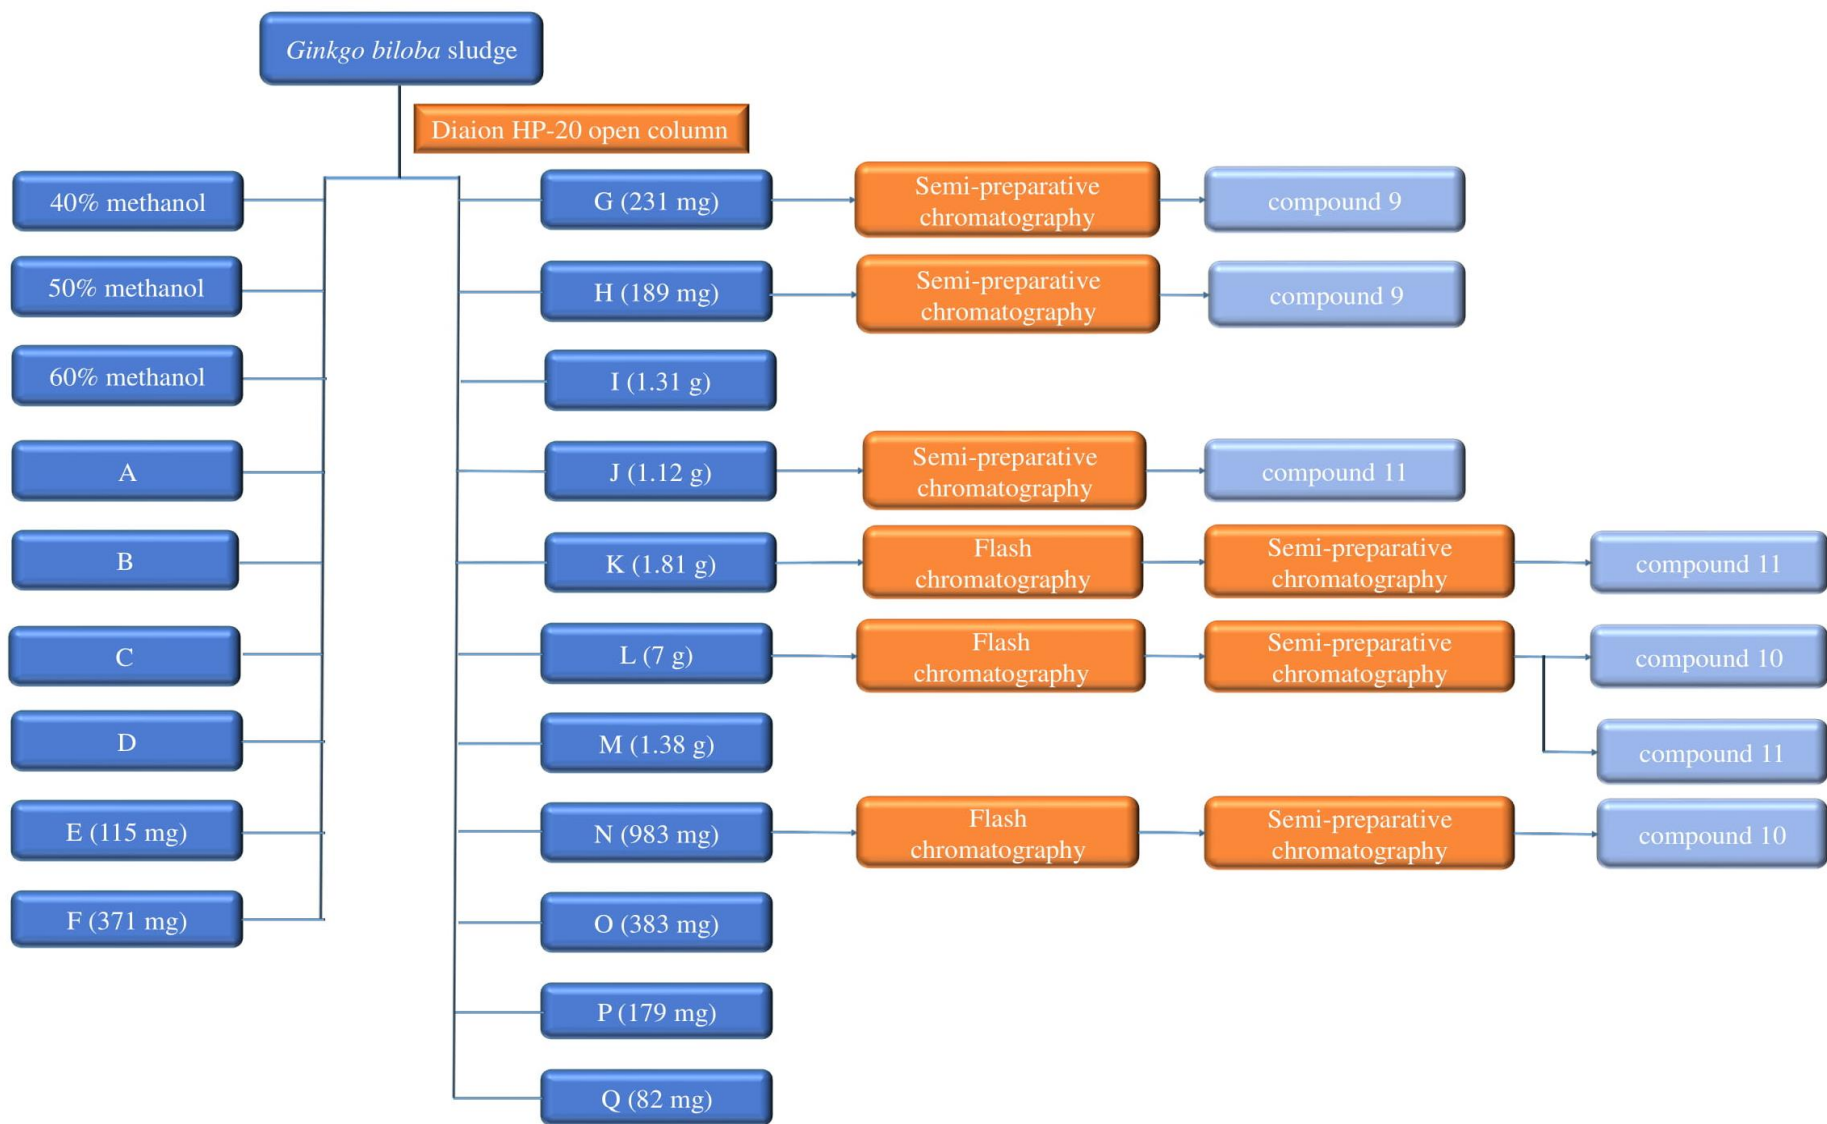 Ginkgo biloba sludge
Diaion HP-20 open column
40% methanol
50% methanol
60% methanol
A
B
C
D
E (115 mg)
F (371 mg)
G (231 mg)
Semi-preparative
chromatography
compound 9
H (189 mg)
Semi-preparative
chromatography
compound 9
I (1.31 g)
J (1.12 g)
Semi-preparative
chromatography
compound 11
K (1.81 g)
Flash
chromatography
Semi-preparative
chromatography
compound 11
L (7 g)
Flash
chromatography
Semi-preparative
chromatography
compound 10
compound 11
M (1.38 g)
N (983 mg)
Flash
chromatography
Semi-preparative
chromatography
compound 10
O (383 mg)
P (179 mg)
Q (82 mg)